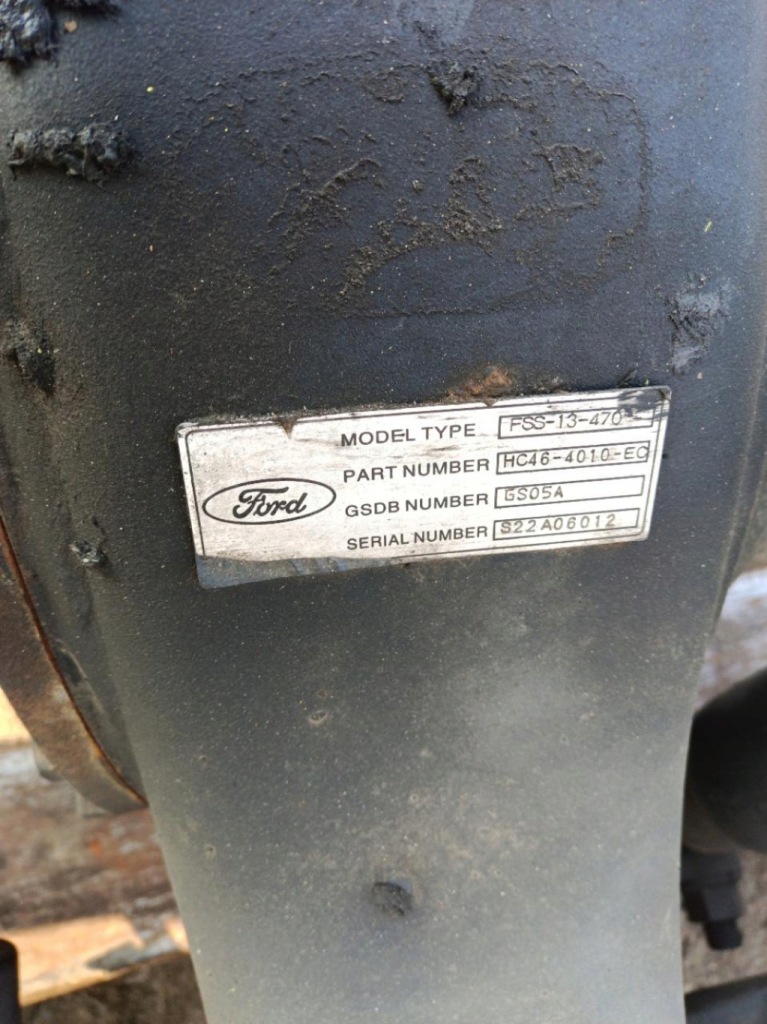 MODEL TYPE FSS-13-470
PART NUMBER HC46-4010-EC
Ford
GSDB NUMBER GS05A
SERIAL NUMBER S22A06012